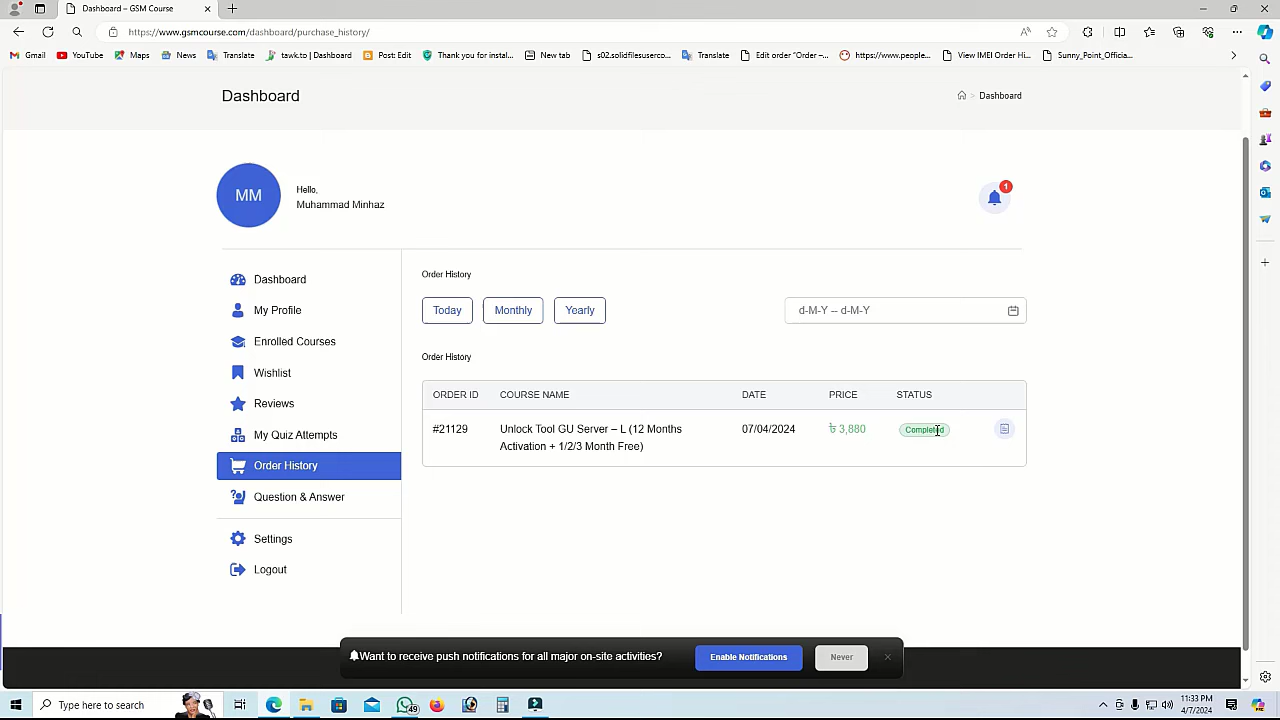 Dashboard – GSM Course
https://www.gsmcourse.com/dashboard/purchase_history/
Gmail
YouTube
Maps
News
Translate
tawk.to | Dashboard
Post Edit
Thank you for instal...
New tab
s02.solidfilesuserco...
Translate
Edit order "Order –...
https://www.people...
View IMEI Order Hi...
Sunny_Point_Officia...
Dashboard
> Dashboard
MM
Hello,
Muhammad Minhaz
1
Dashboard
My Profile
Enrolled Courses
Wishlist
Reviews
My Quiz Attempts
Order History
Question & Answer
Settings
Logout
Order History
Today
Monthly
Yearly
d-M-Y -- d-M-Y
Order History
ORDER ID COURSE NAME DATE PRICE STATUS
#21129 Unlock Tool GU Server – L (12 Months 07/04/2024 ৳ 3,880 Completed
Activation + 1/2/3 Month Free)
Want to receive push notifications for all major on-site activities?
Enable Notifications
Never
Type here to search
49
11:33 PM
4/7/2024